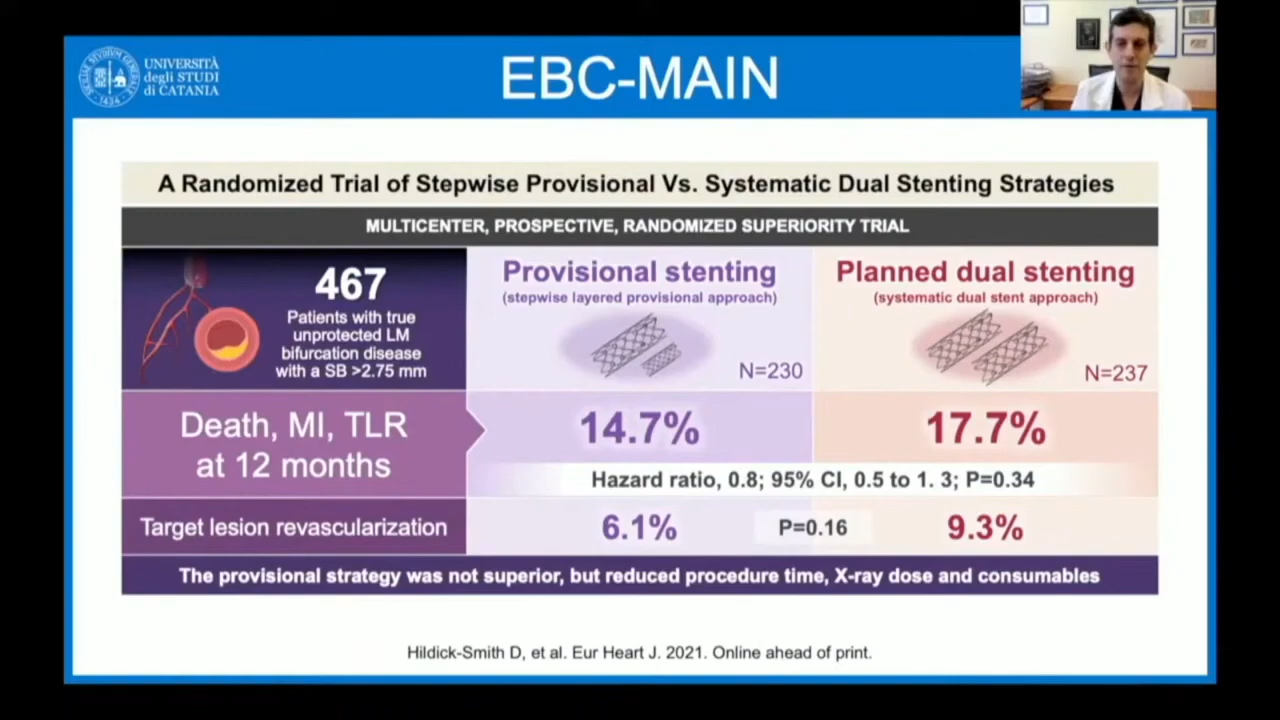 UNIVERSITÀ
degli STUDI
di CATANIA
EBC-MAIN
A Randomized Trial of Stepwise Provisional Vs. Systematic Dual Stenting Strategies
MULTICENTER, PROSPECTIVE, RANDOMIZED SUPERIORITY TRIAL
467
Patients with true
unprotected LM
bifurcation disease
with a SB >2.75 mm
Provisional stenting
(stepwise layered provisional approach)
N=230
Planned dual stenting
(systematic dual stent approach)
N=237
Death, MI, TLR
at 12 months
14.7%
17.7%
Hazard ratio, 0.8; 95% CI, 0.5 to 1. 3; P=0.34
Target lesion revascularization
6.1%
P=0.16
9.3%
The provisional strategy was not superior, but reduced procedure time, X-ray dose and consumables
Hildick-Smith D, et al. Eur Heart J. 2021. Online ahead of print.